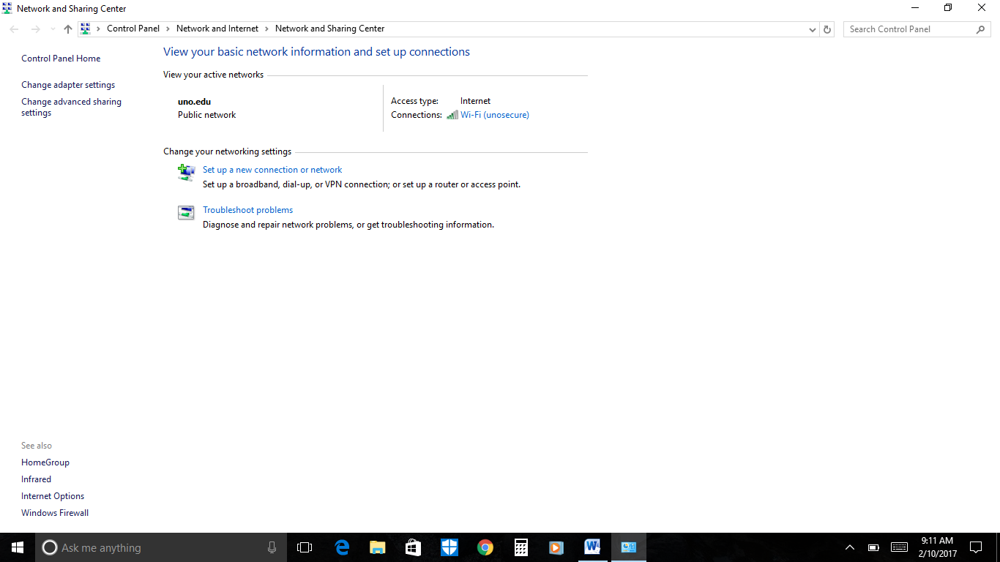 Network and Sharing Center
Control Panel > Network and Internet > Network and Sharing Center
Search Control Panel
Control Panel Home
Change adapter settings
Change advanced sharing
settings
View your basic network information and set up connections
View your active networks
uno.edu
Public network
Access type: Internet
Connections: Wi-Fi (unosecure)
Change your networking settings
Set up a new connection or network
Set up a broadband, dial-up, or VPN connection; or set up a router or access point.
Troubleshoot problems
Diagnose and repair network problems, or get troubleshooting information.
See also
HomeGroup
Infrared
Internet Options
Windows Firewall
Ask me anything
9:11 AM
2/10/2017